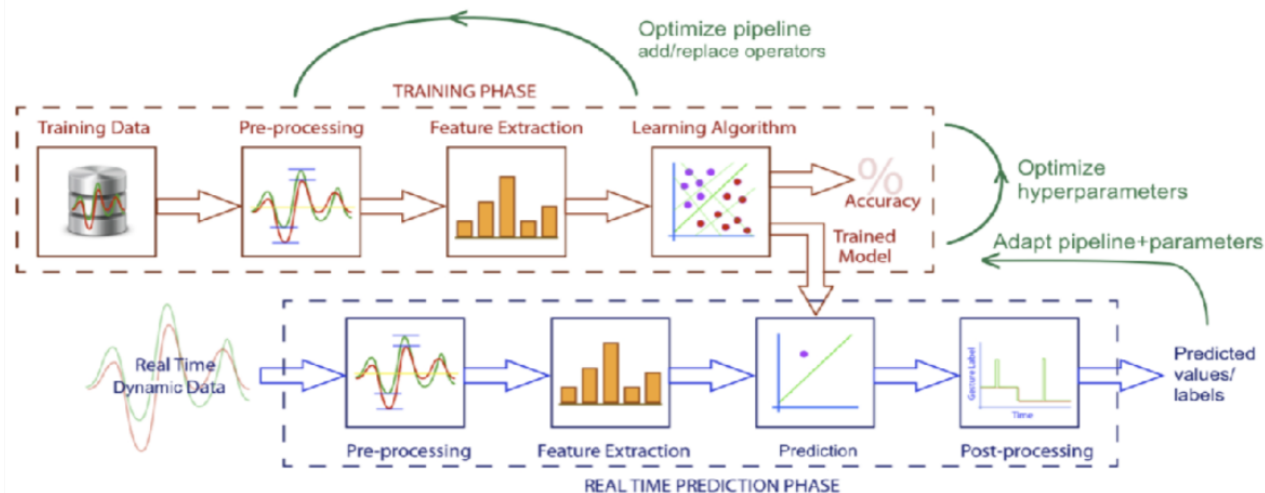 Optimize pipeline
add/replace operators
TRAINING PHASE
Training Data
Pre-processing
Feature Extraction
Learning Algorithm
%
Accuracy
Trained
Model
Optimize
hyperparameters
Adapt pipeline+parameters
Real Time
Dynamic Data
Gesture Label
Time
Predicted
values/
labels
Pre-processing
Feature Extraction
Prediction
Post-processing
REAL TIME PREDICTION PHASE